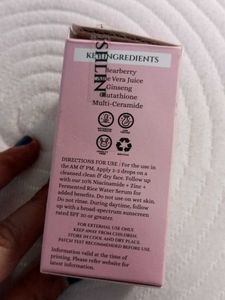 KEY INGREDIENTS
Bearberry
Vera Juice
Ginseng
Glutathione
Multi-Ceramide
DIRECTIONS FOR USE : For the use in
the AM & PM. Apply 1-2 drops on a
cleansed clean & dry face. Follow up
with our 10% Niacinamide + Zinc +
Fermented Rice Water Serum for
added benefits. Do not use on wet skin.
Do not rinse. During daytime, follow
up with a broad-spectrum sunscreen
rated SPF 20 or greater.
FOR EXTERNAL USE ONLY.
KEEP AWAY FROM CHILDREN.
STORE IN COOL AND DRY PLACE.
PATCH TEST RECOMMENDED BEFORE USE.
Information valid at the time of
printing. Please refer website for
latest information.